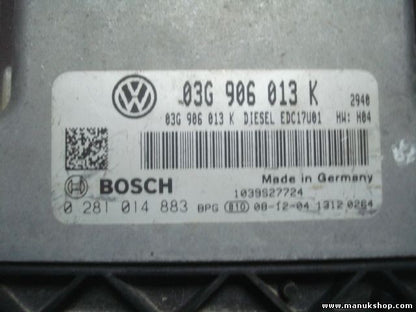 03G 906 013 K 2940
03G 906 013 K DIESEL EDC17U01 HW: H04
BOSCH Made in Germany
1039S27724
0 281 014 883 BPG 810 08-12-04 1312 0264
www.manukshop.com